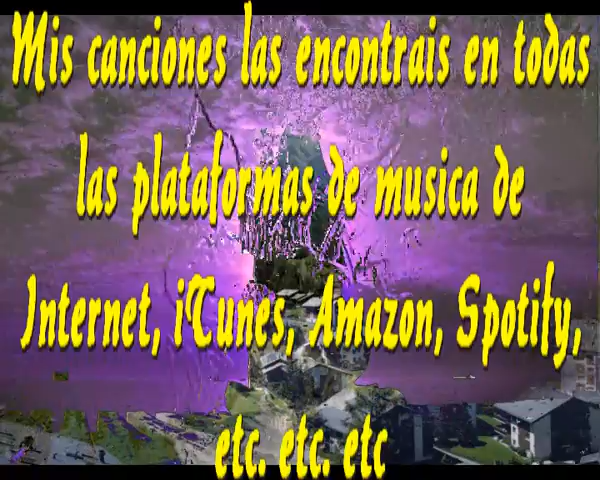 Mis canciones las encontrais en todas
las plataformas de musica de
Internet, iTunes, Amazon, Spotify,
etc. etc. etc